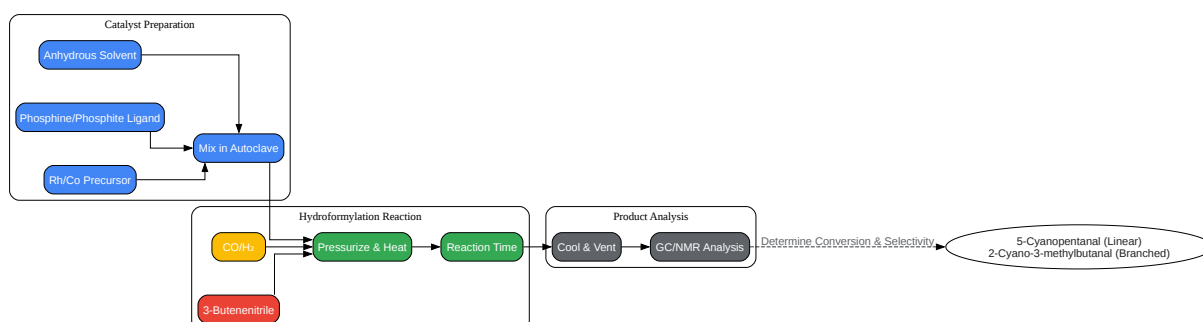 Catalyst Preparation
Anhydrous Solvent
Phosphine/Phosphite Ligand
Mix in Autoclave
Rh/Co Precursor
Hydroformylation Reaction
CO/H₂
Pressurize & Heat
Reaction Time
3-Butenenitrile
Product Analysis
Cool & Vent
GC/NMR Analysis
Determine Conversion & Selectivity
5-Cyanopentanal (Linear)
2-Cyano-3-methylbutanal (Branched)